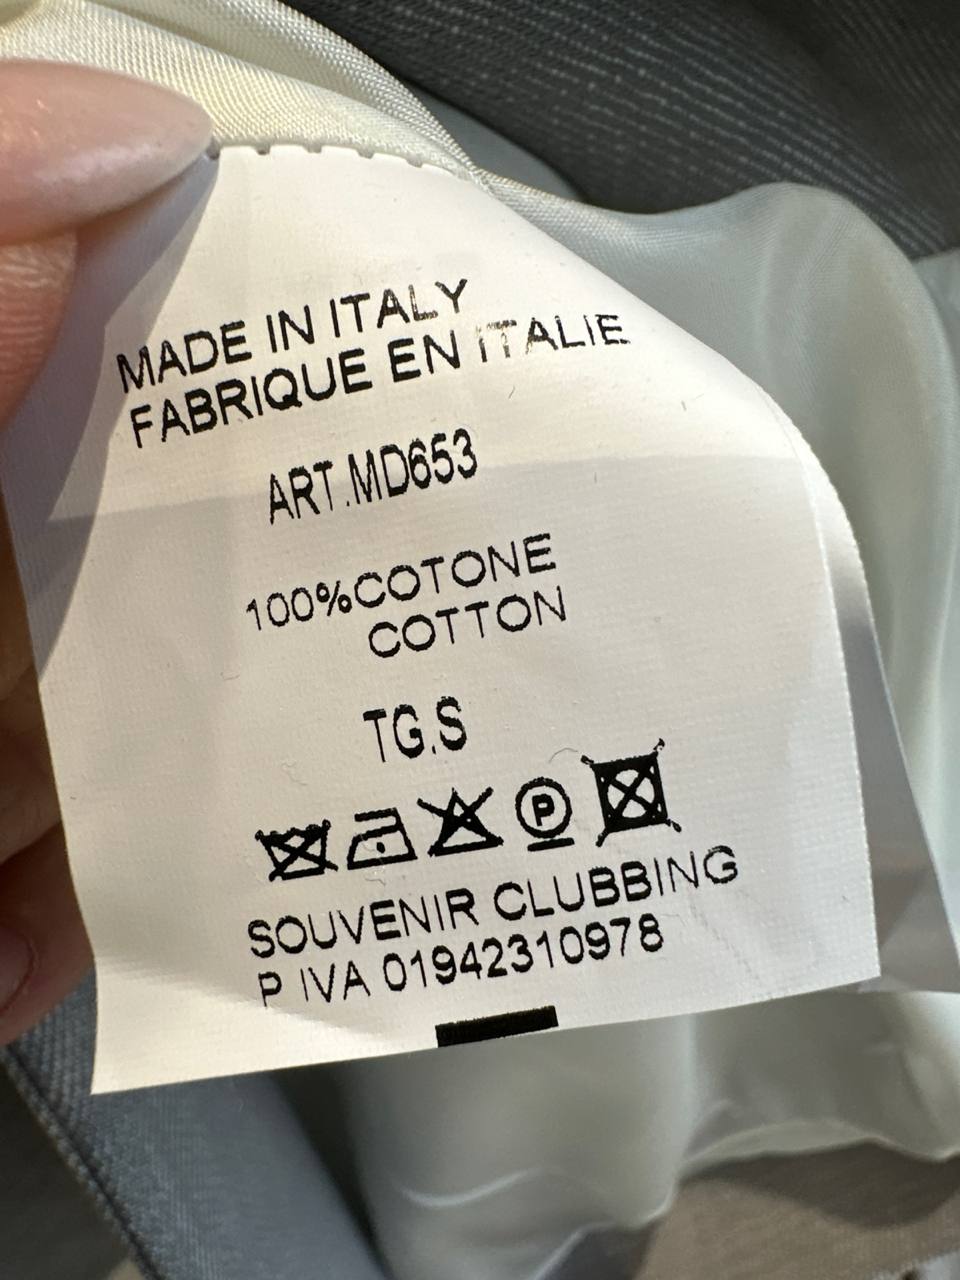 MADE IN ITALY
FABRIQUE EN ITALIE
ART.MD653
100%COTONE
COTTON
TG.S
P
SOUVENIR CLUBBING
P IVA 01942310978